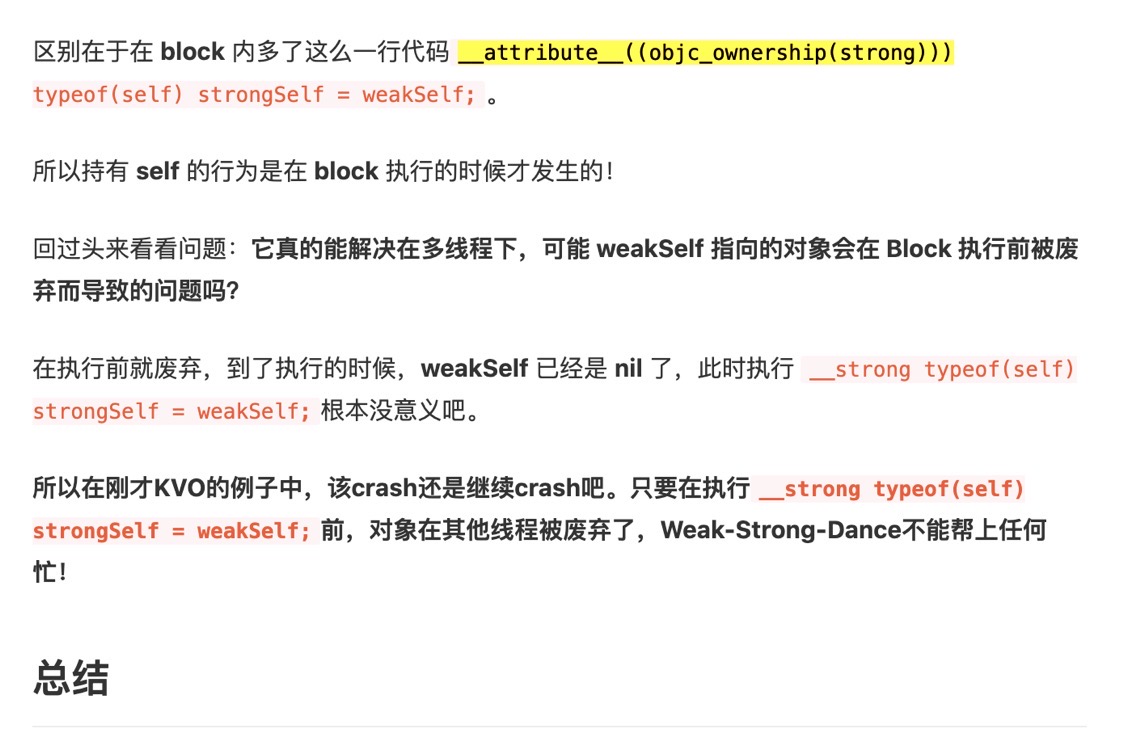 区别在于在 block 内多了这么一行代码 __attribute__((objc_ownership(strong)))
typeof(self) strongSelf = weakSelf; 。
所以持有 self 的行为是在 block 执行的时候才发生的！
回过头来看看问题：它真的能解决在多线程下，可能 weakSelf 指向的对象会在 Block 执行前被废
弃而导致的问题吗？
在执行前就废弃，到了执行的时候，weakSelf 已经是 nil 了，此时执行 __strong typeof(self)
strongSelf = weakSelf; 根本没意义吧。
所以在刚才KVO的例子中，该crash还是继续crash吧。只要在执行 __strong typeof(self)
strongSelf = weakSelf; 前，对象在其他线程被废弃了，Weak-Strong-Dance不能帮上任何
忙！
总结